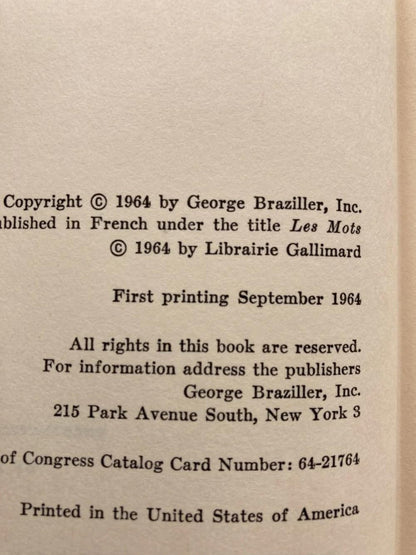 Copyright © 1964 by George Braziller, Inc.
blished in French under the title Les Mots
© 1964 by Librairie Gallimard
First printing September 1964
All rights in this book are reserved.
For information address the publishers
George Braziller, Inc.
215 Park Avenue South, New York 3
of Congress Catalog Card Number: 64-21764
Printed in the United States of America